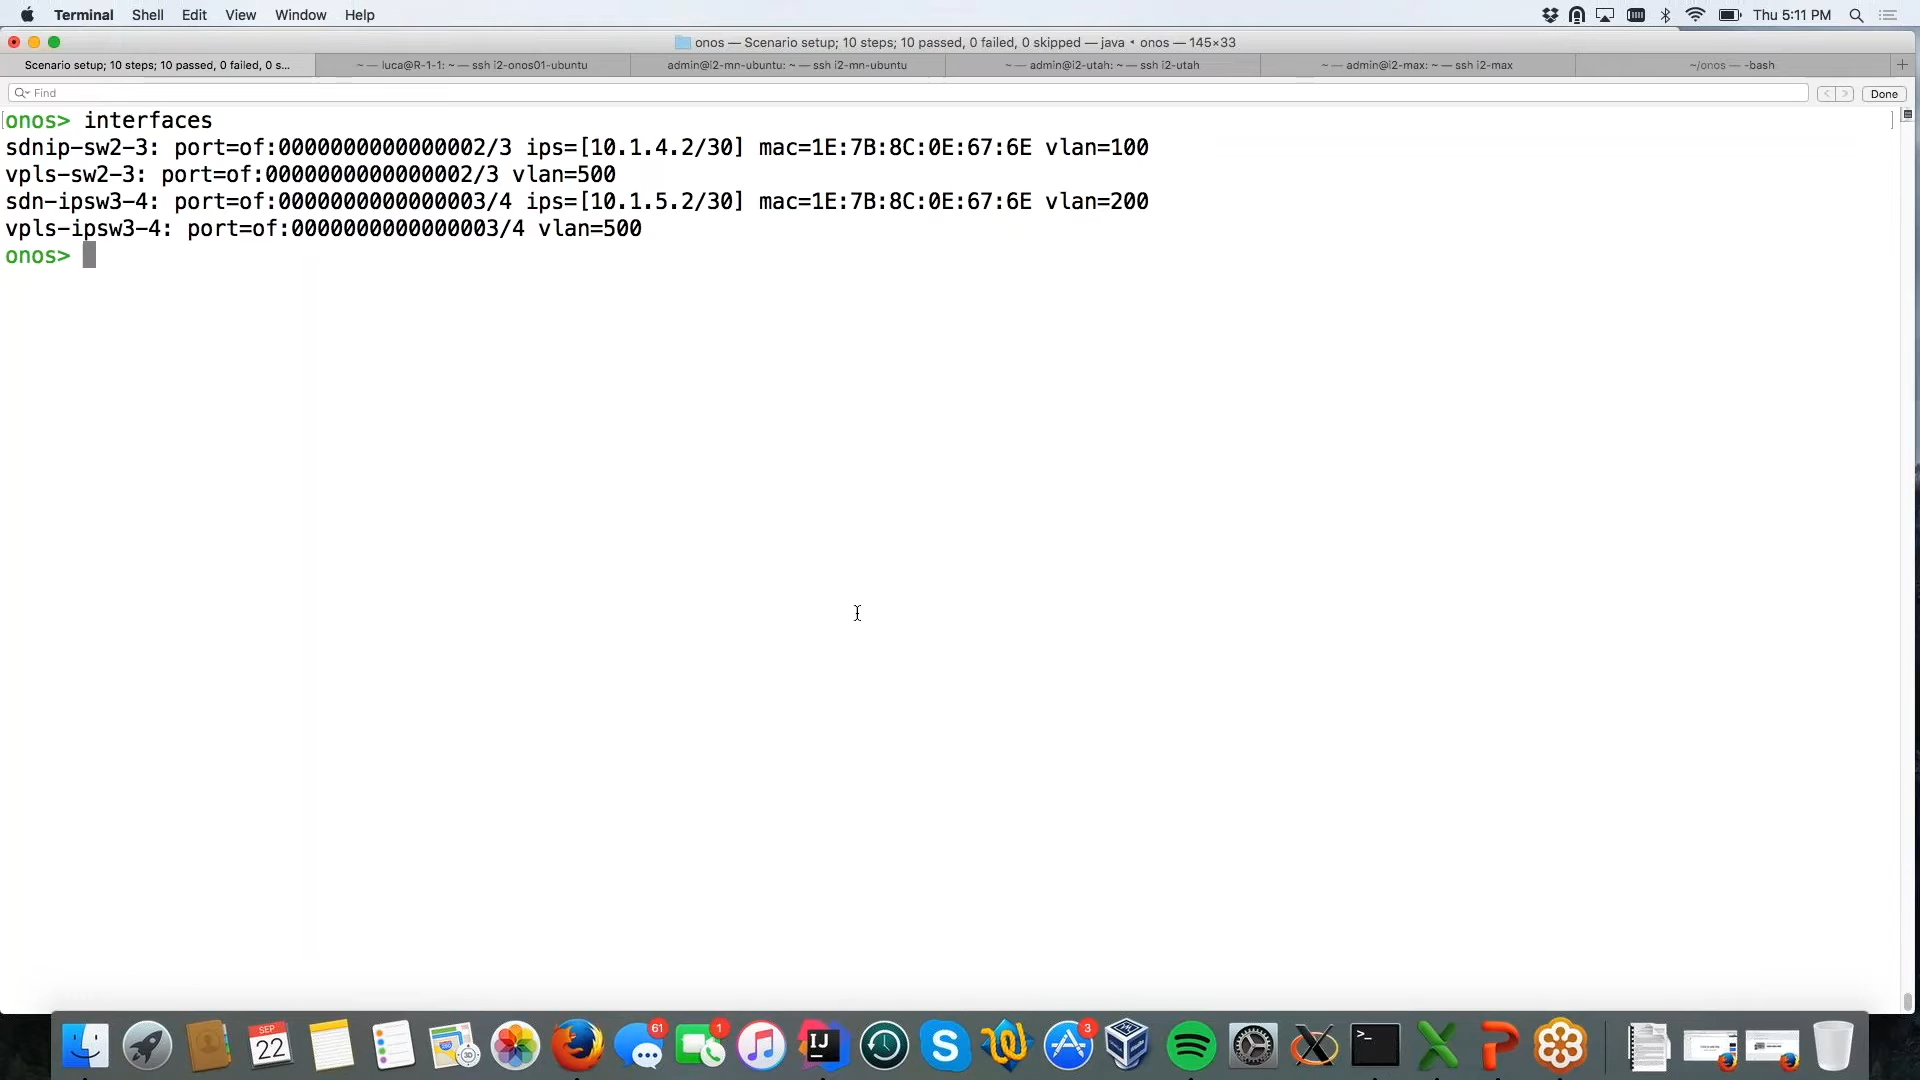 Terminal Shell Edit View Window Help Thu 5:11 PM
onos — Scenario setup; 10 steps; 10 passed, 0 failed, 0 skipped — java • onos — 145×33
Scenario setup; 10 steps; 10 passed, 0 failed, 0 s... ~ — luca@R-1-1: ~ — ssh i2-onos01-ubuntu admin@i2-mn-ubuntu: ~ — ssh i2-mn-ubuntu ~ — admin@i2-utah: ~ — ssh i2-utah ~ — admin@i2-max: ~ — ssh i2-max ~/onos — -bash +
Find < > Done
[onos> interfaces ]
sdnip-sw2-3: port=of:0000000000000002/3 ips=[10.1.4.2/30] mac=1E:7B:8C:0E:67:6E vlan=100
vpls-sw2-3: port=of:0000000000000002/3 vlan=500
sdn-ipsw3-4: port=of:0000000000000003/4 ips=[10.1.5.2/30] mac=1E:7B:8C:0E:67:6E vlan=200
vpls-ipsw3-4: port=of:0000000000000003/4 vlan=500
onos>
SEP
22
61
1
IJ
3
>_